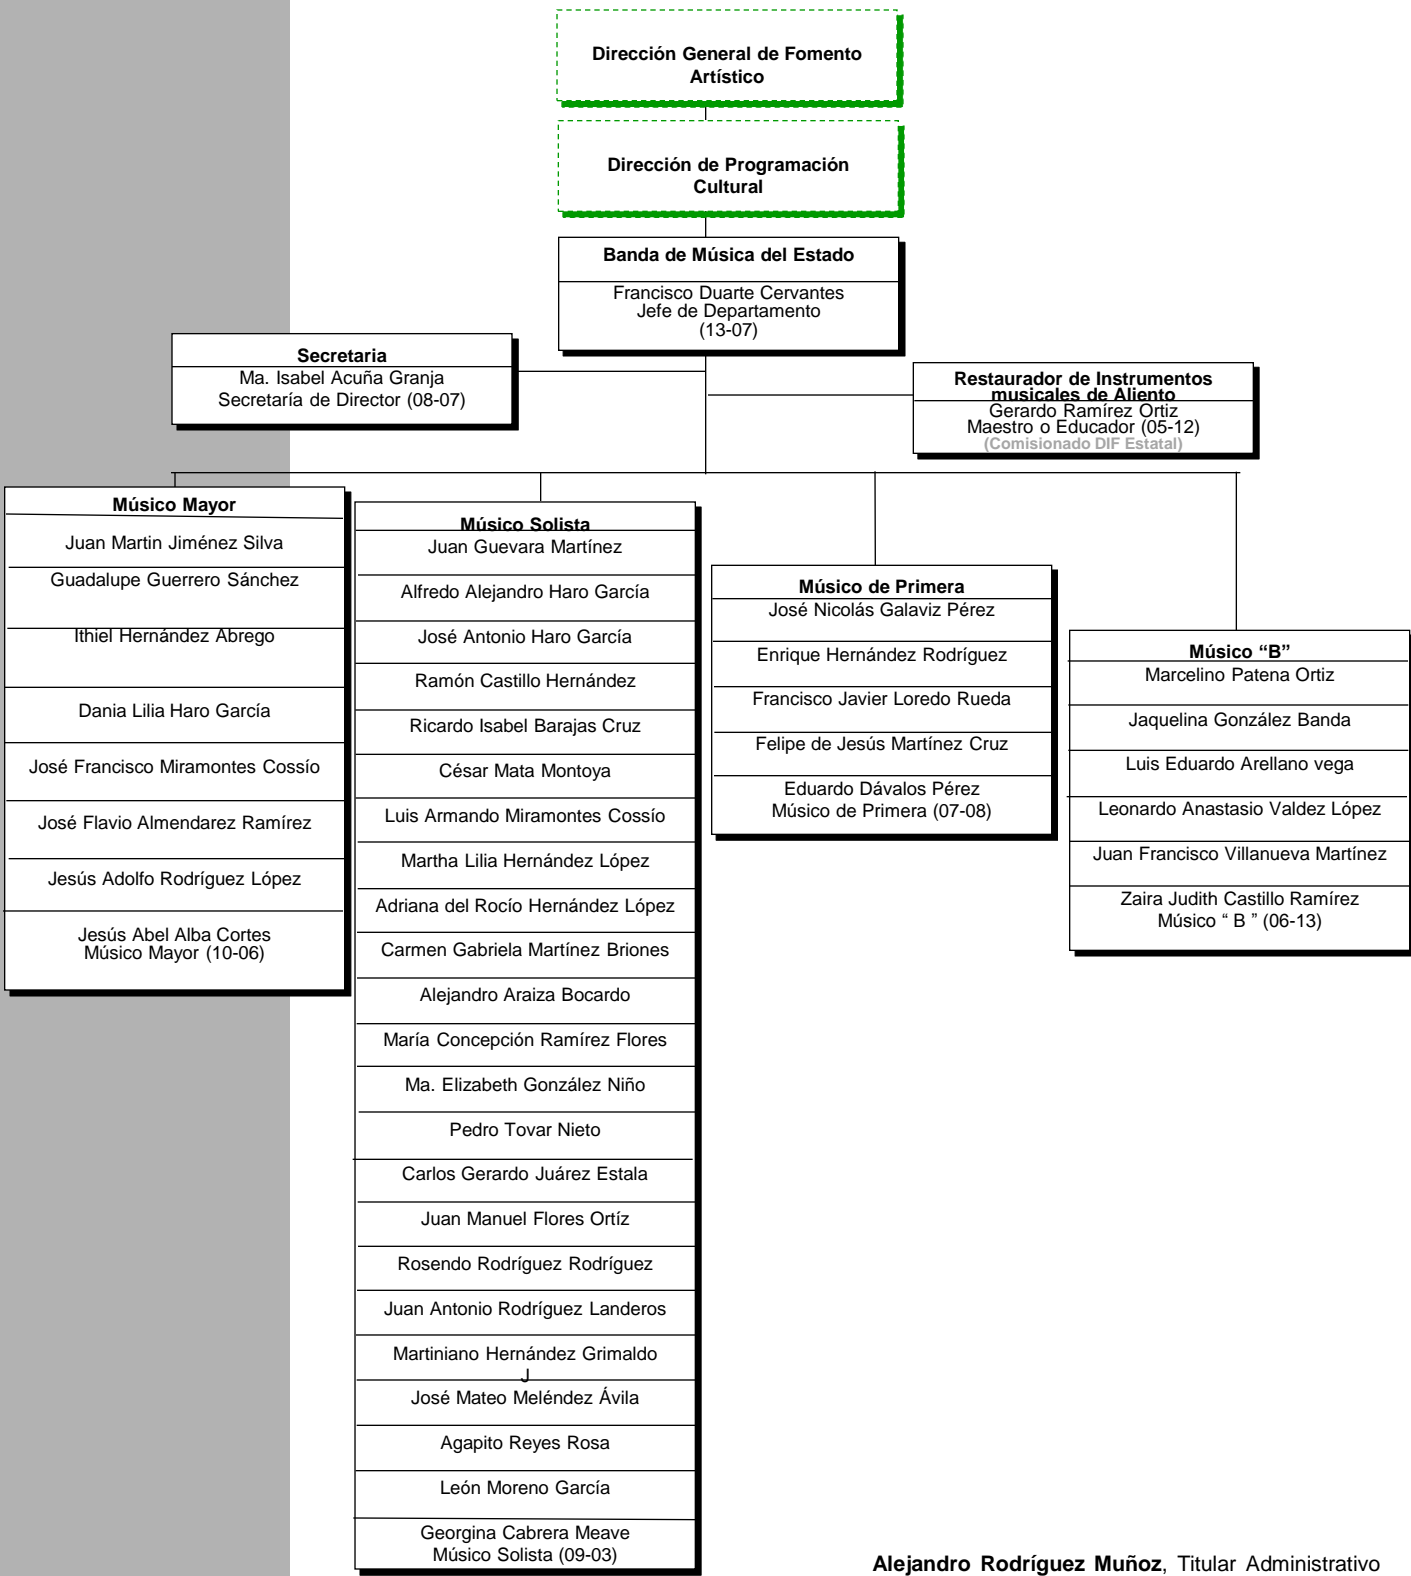 Dirección General de Fomento
Artístico
Dirección de Programación
Cultural
Banda de Música del Estado
Francisco Duarte Cervantes
Jefe de Departamento
(13-07)
Secretaria
Ma. Isabel Acuña Granja
Secretaría de Director (08-07)
Restaurador de Instrumentos
musicales de Aliento
Gerardo Ramírez Ortiz
Maestro o Educador (05-12)
(Comisionado DIF Estatal)
Músico Mayor
Juan Martin Jiménez Silva
Guadalupe Guerrero Sánchez
Ithiel Hernández Abrego
Dania Lilia Haro García
José Francisco Miramontes Cossío
José Flavio Almendarez Ramírez
Jesús Adolfo Rodríguez López
Jesús Abel Alba Cortes
Músico Mayor (10-06)
Músico Solista
Juan Guevara Martínez
Alfredo Alejandro Haro García
José Antonio Haro García
Ramón Castillo Hernández
Ricardo Isabel Barajas Cruz
César Mata Montoya
Luis Armando Miramontes Cossío
Martha Lilia Hernández López
Adriana del Rocío Hernández López
Carmen Gabriela Martínez Briones
Alejandro Araiza Bocardo
María Concepción Ramírez Flores
Ma. Elizabeth González Niño
Pedro Tovar Nieto
Carlos Gerardo Juárez Estala
Juan Manuel Flores Ortíz
Rosendo Rodríguez Rodríguez
Juan Antonio Rodríguez Landeros
Martiniano Hernández Grimaldo
J
José Mateo Meléndez Ávila
Agapito Reyes Rosa
León Moreno García
Georgina Cabrera Meave
Músico Solista (09-03)
Músico de Primera
José Nicolás Galaviz Pérez
Enrique Hernández Rodríguez
Francisco Javier Loredo Rueda
Felipe de Jesús Martínez Cruz
Eduardo Dávalos Pérez
Músico de Primera (07-08)
Músico “B”
Marcelino Patena Ortiz
Jaquelina González Banda
Luis Eduardo Arellano vega
Leonardo Anastasio Valdez López
Juan Francisco Villanueva Martínez
Zaira Judith Castillo Ramírez
Músico “ B ” (06-13)
Alejandro Rodríguez Muñoz, Titular Administrativo